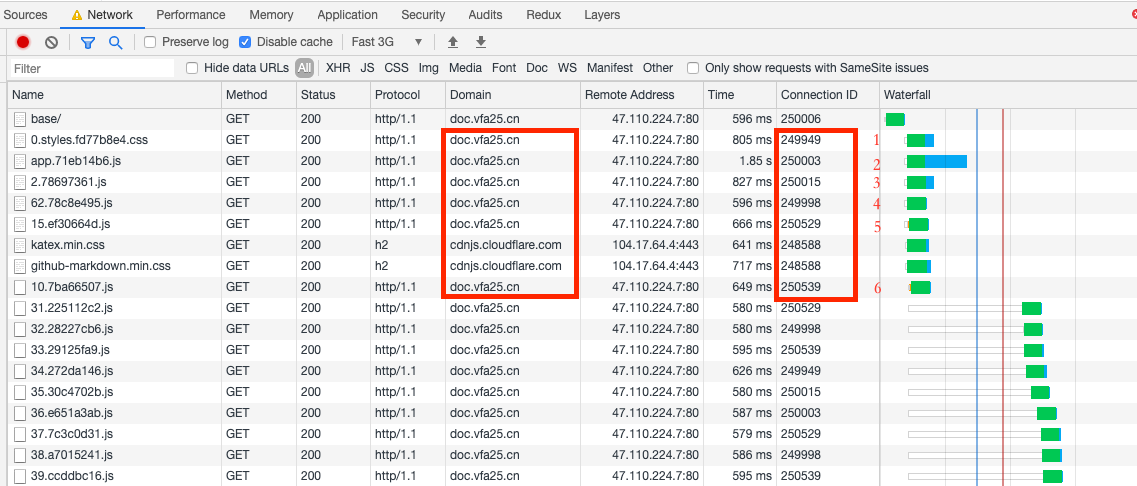 Sources Network Performance Memory Application Security Audits Redux Layers
Preserve log Disable cache Fast 3G
Filter Hide data URLs All XHR JS CSS Img Media Font Doc WS Manifest Other Only show requests with SameSite issues
Name Method Status Protocol Domain Remote Address Time Connection ID Waterfall
base/ GET 200 http/1.1 doc.vfa25.cn 47.110.224.7:80 596 ms 250006
0.styles.fd77b8e4.css GET 200 http/1.1 doc.vfa25.cn 47.110.224.7:80 805 ms 249949 1
app.71eb14b6.js GET 200 http/1.1 doc.vfa25.cn 47.110.224.7:80 1.85 s 250003 2
2.78697361.js GET 200 http/1.1 doc.vfa25.cn 47.110.224.7:80 827 ms 250015 3
62.78c8e495.js GET 200 http/1.1 doc.vfa25.cn 47.110.224.7:80 596 ms 249998 4
15.ef30664d.js GET 200 http/1.1 doc.vfa25.cn 47.110.224.7:80 666 ms 250529 5
katex.min.css GET 200 h2 cdnjs.cloudflare.com 104.17.64.4:443 641 ms 248588
github-markdown.min.css GET 200 h2 cdnjs.cloudflare.com 104.17.64.4:443 717 ms 248588
10.7ba66507.js GET 200 http/1.1 doc.vfa25.cn 47.110.224.7:80 649 ms 250539 6
31.225112c2.js GET 200 http/1.1 doc.vfa25.cn 47.110.224.7:80 580 ms 250529
32.28227cb6.js GET 200 http/1.1 doc.vfa25.cn 47.110.224.7:80 580 ms 249998
33.29125fa9.js GET 200 http/1.1 doc.vfa25.cn 47.110.224.7:80 595 ms 250539
34.272da146.js GET 200 http/1.1 doc.vfa25.cn 47.110.224.7:80 626 ms 249949
35.30c4702b.js GET 200 http/1.1 doc.vfa25.cn 47.110.224.7:80 580 ms 250015
36.e651a3ab.js GET 200 http/1.1 doc.vfa25.cn 47.110.224.7:80 587 ms 250003
37.7c3c0d31.js GET 200 http/1.1 doc.vfa25.cn 47.110.224.7:80 579 ms 250529
38.a7015241.js GET 200 http/1.1 doc.vfa25.cn 47.110.224.7:80 586 ms 249998
39.ccddbc16.js GET 200 http/1.1 doc.vfa25.cn 47.110.224.7:80 595 ms 250539